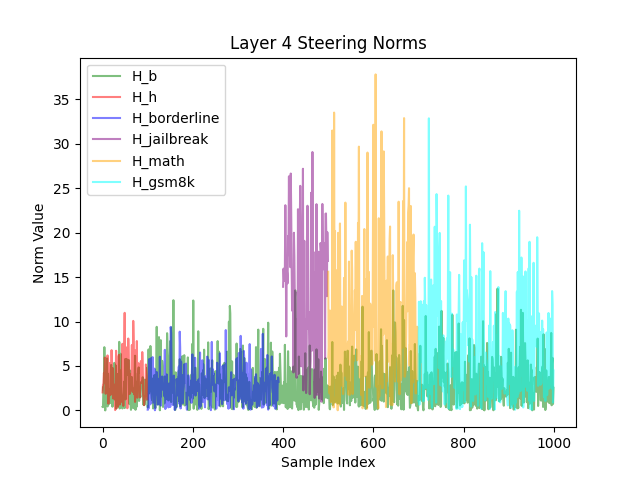 Layer 4 Steering Norms
H_b
H_h
H_borderline
H_jailbreak
H_math
H_gsm8k
Norm Value
35
30
25
20
15
10
5
0
0 200 400 600 800 1000
Sample Index